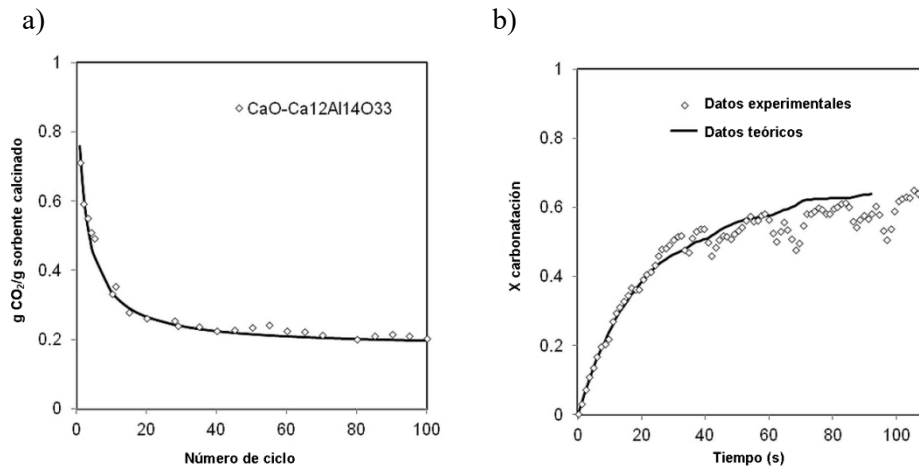 a)
1
0.8
0.6
0.4
0.2
0
0 20 40 60 80 100
g CO₂/g sorbente calcinado
Número de ciclo
CaO-Ca12Al14O33
b)
1
0.8
0.6
0.4
0.2
0
0 20 40 60 80 100
X carbonatación
Tiempo (s)
Datos experimentales
Datos teóricos